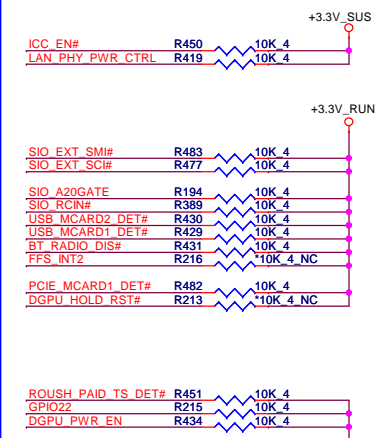 +3.3V_SUS
ICC_EN# R450 10K_4
LAN_PHY_PWR_CTRL R419 10K_4
+3.3V_RUN
SIO_EXT_SMI# R483 10K_4
SIO_EXT_SCI# R477 10K_4
SIO_A20GATE R194 10K_4
SIO_RCIN# R389 10K_4
USB_MCARD2_DET# R430 10K_4
USB_MCARD1_DET# R429 10K_4
BT_RADIO_DIS# R431 10K_4
FFS_INT2 R216 *10K_4_NC
PCIE_MCARD1_DET# R482 10K_4
DGPU_HOLD_RST# R213 *10K_4_NC
ROUSH_PAID_TS_DET# R451 10K_4
GPIO22 R215 10K_4
DGPU_PWR_EN R434 10K_4